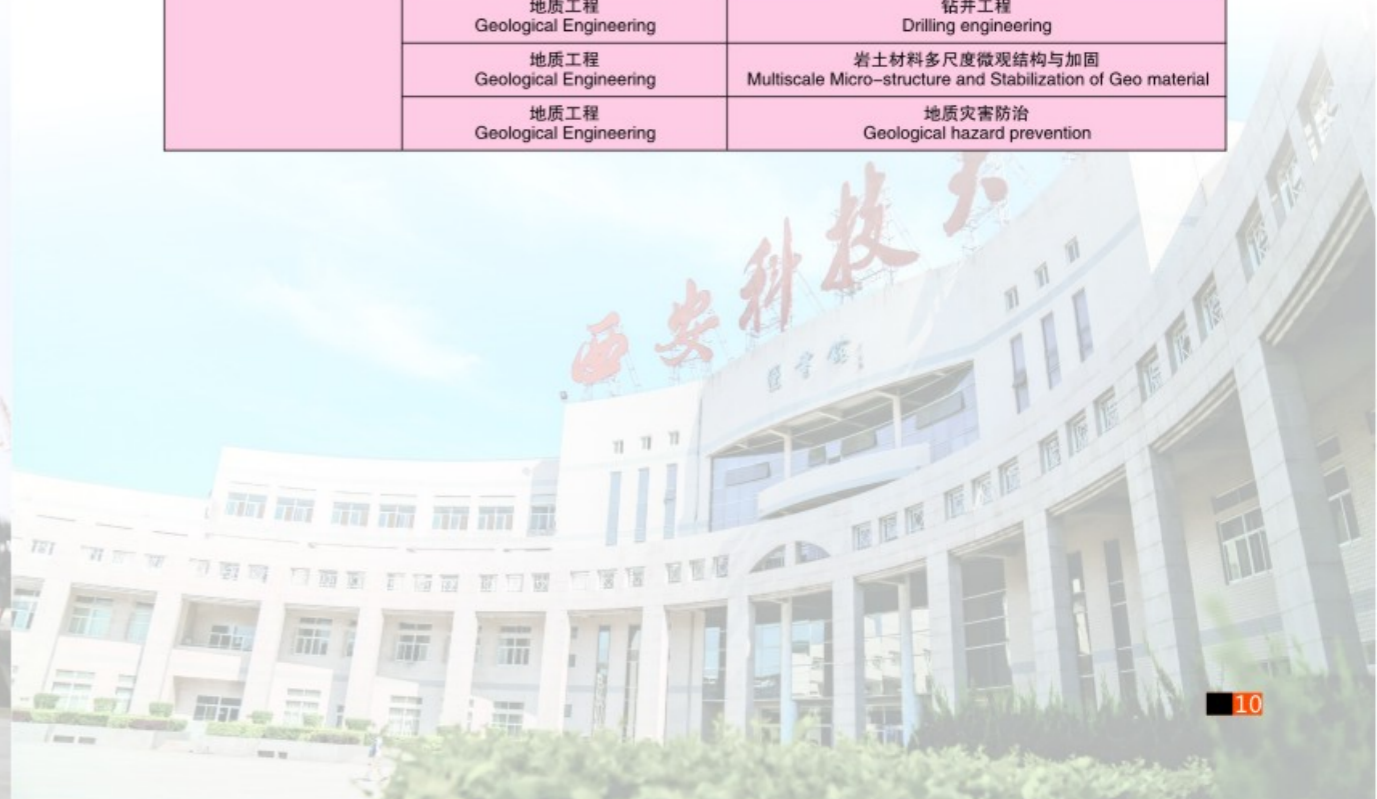 地质工程
Geological Engineering
钻井工程
Drilling engineering
地质工程
Geological Engineering
岩土材料多尺度微观结构与加固
Multiscale Micro-structure and Stabilization of Geo material
地质工程
Geological Engineering
地质灾害防治
Geological hazard prevention
西安科技大
图书馆
10